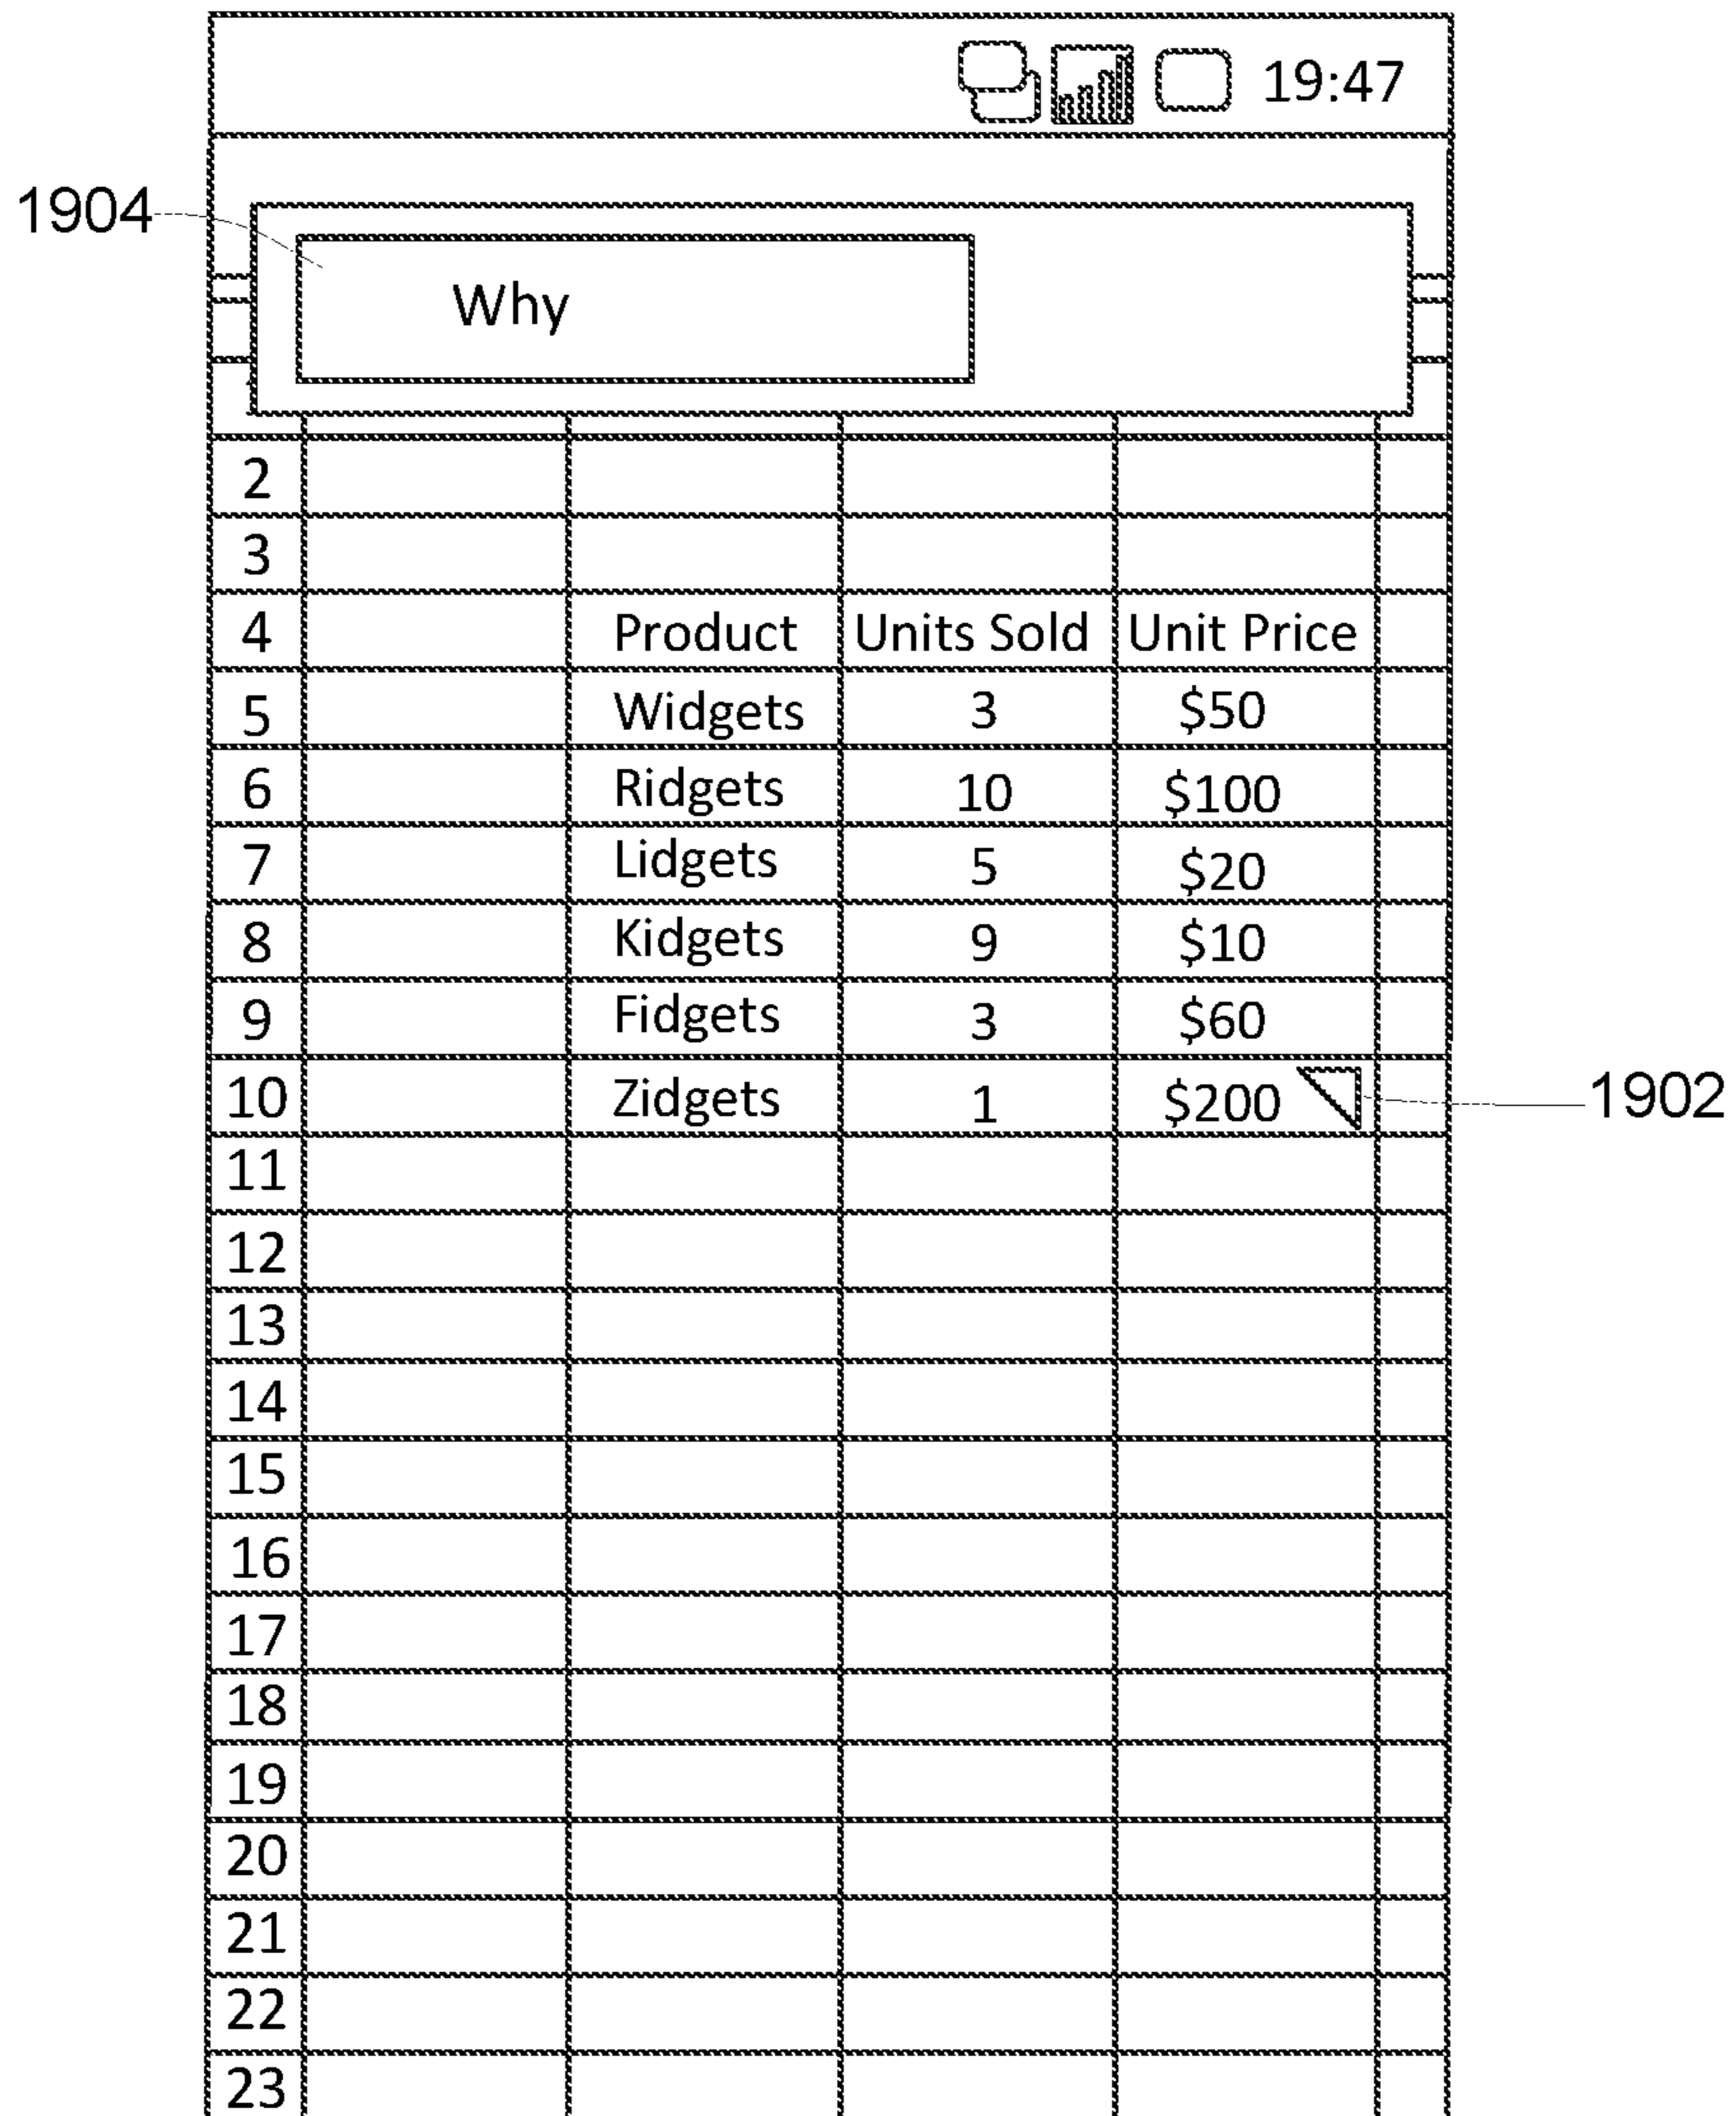 19:47
1904
Why
2
3
4 Product Units Sold Unit Price
5 Widgets 3 $50
6 Ridgets 10 $100
7 Lidgets 5 $20
8 Kidgets 9 $10
9 Fidgets 3 $60
10 Zidgets 1 $200 1902
11
12
13
14
15
16
17
18
19
20
21
22
23